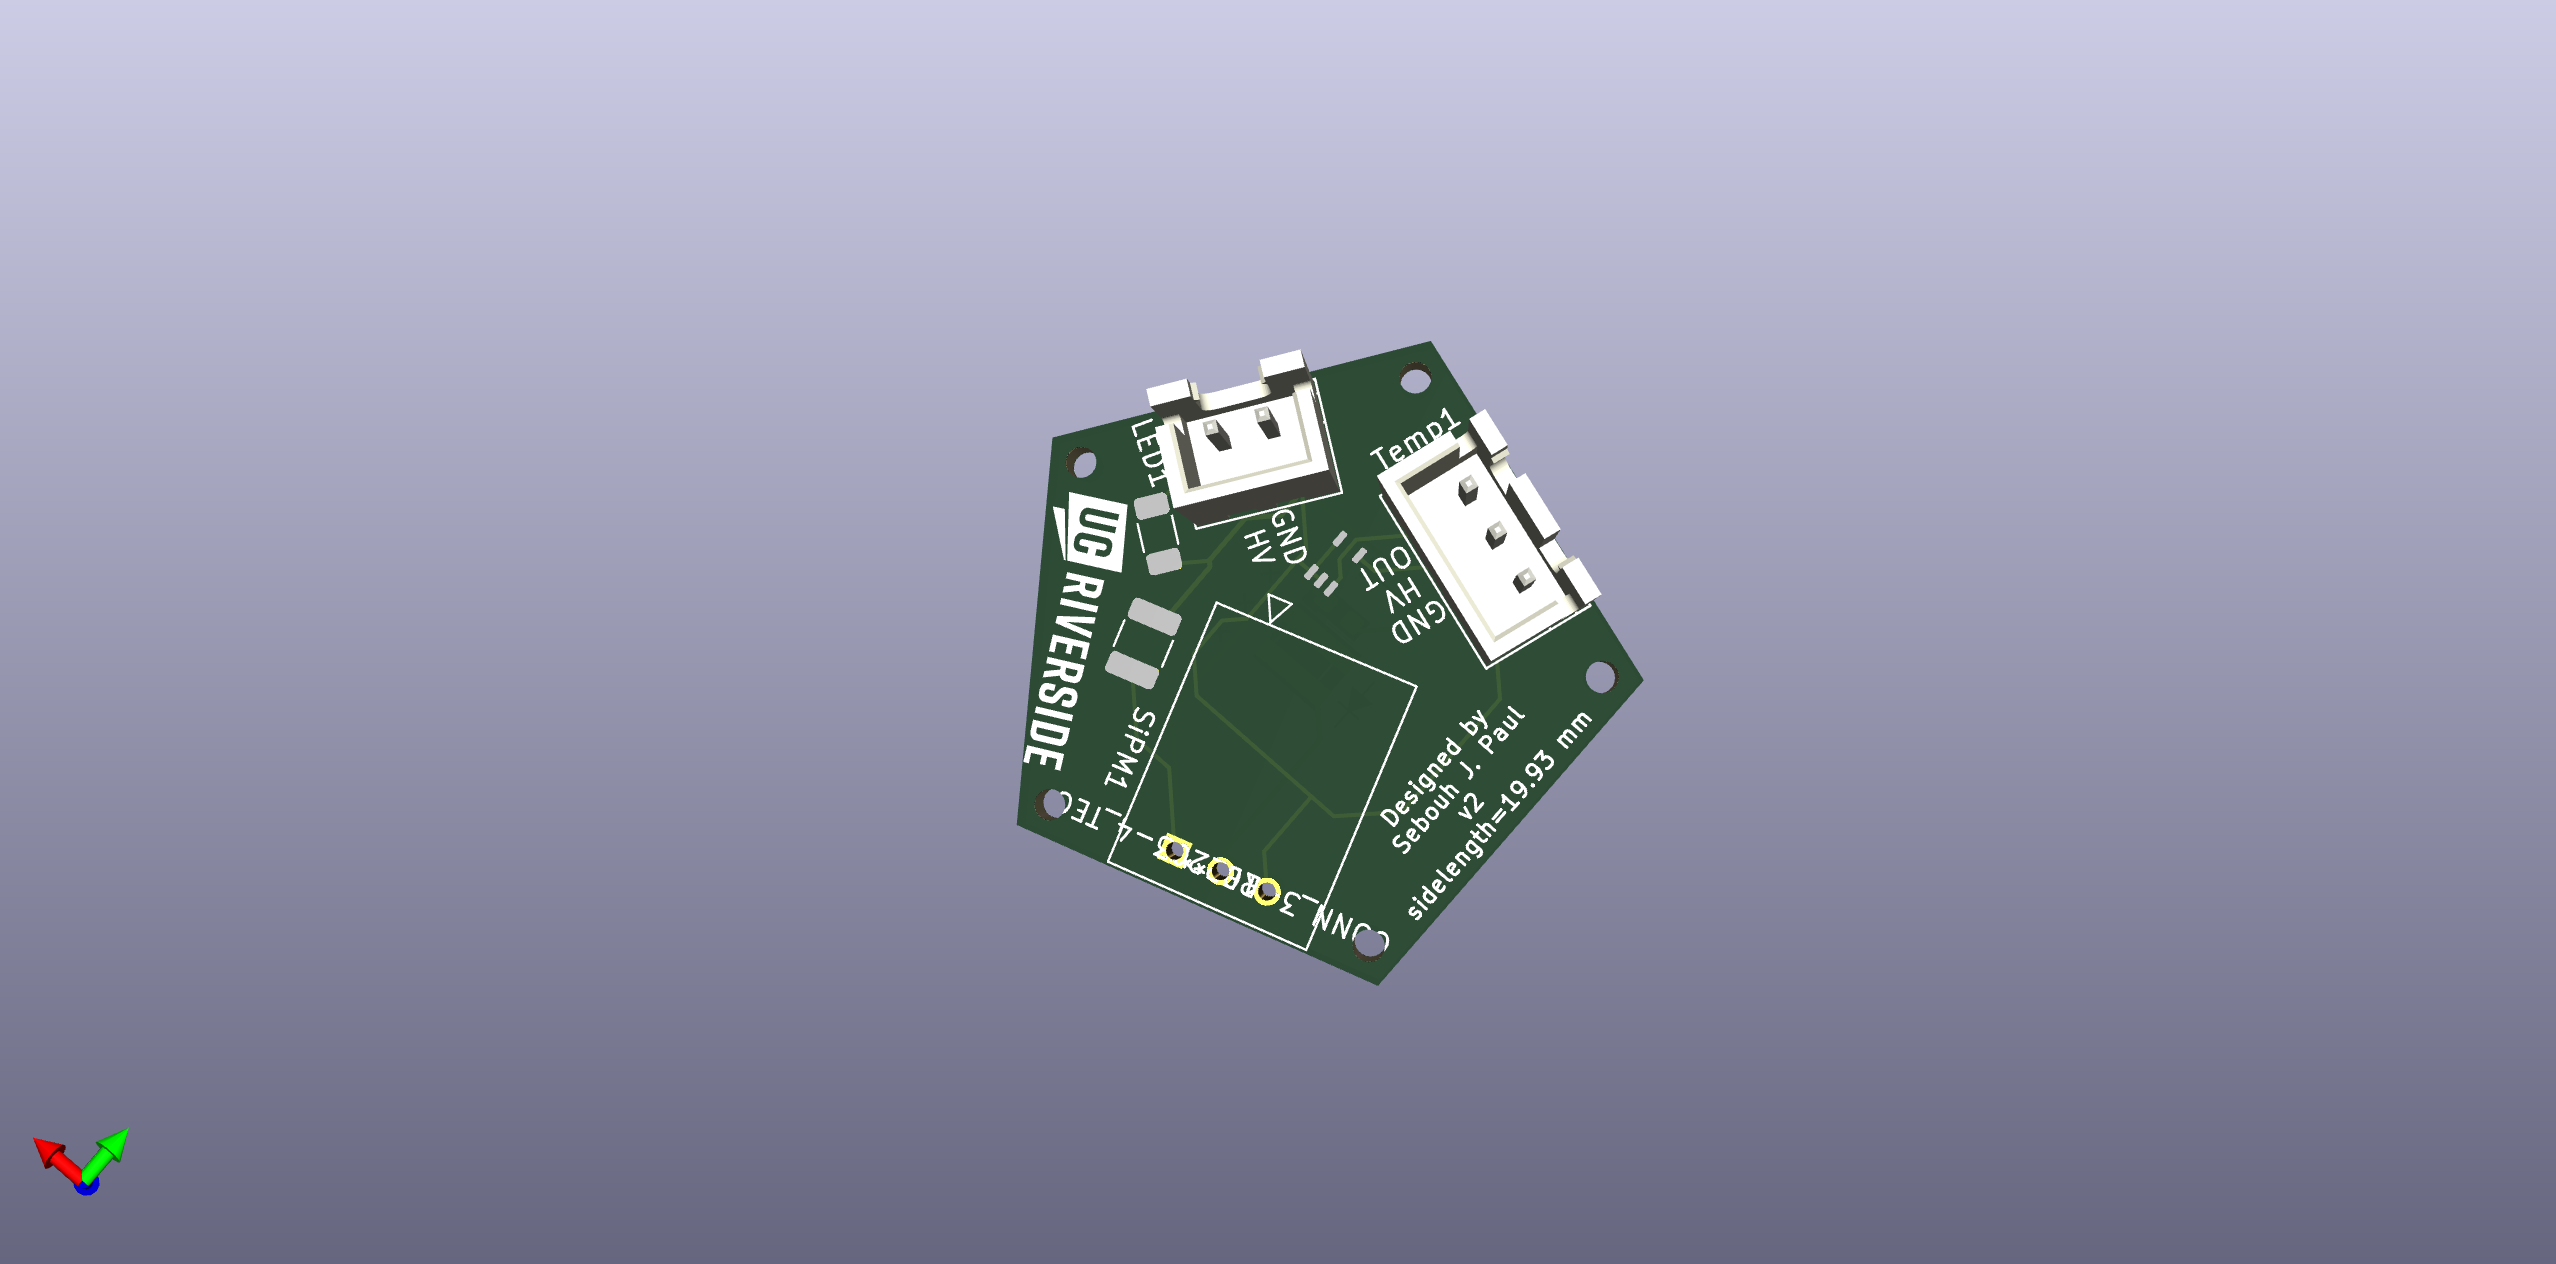 LED1
Temp1
GND
HV
OUT
HV
GND
UC
RIVERSIDE
SiPM1
Designed by
Sebouh J. Paul
v2
sidelength=19.93 mm